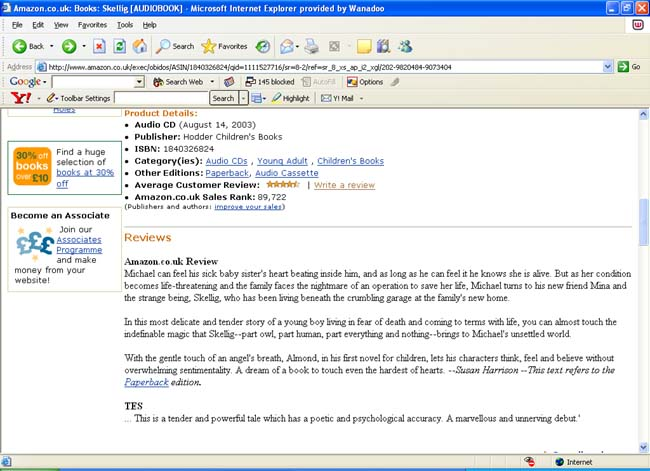 Amazon.co.uk: Books: Skellig [AUDIOBOOK] - Microsoft Internet Explorer provided by Wanadoo
File Edit View Favorites Tools Help
Back Search Favorites
Address http://www.amazon.co.uk/exec/obidos/ASIN/1840326824/qid=1111527716/sr=8-2/ref=sr_8_xs_ap_i2_xgl/202-9820484-9073404 Go
Google Search Web 145 blocked AutoFill Options
Y! Toolbar Settings Search Highlight Y! Mail
Holes
30% off books over £10
Find a huge selection of books at 30% off
Become an Associate
Join our Associates Programme and make money from your website!
Product Details:
• Audio CD (August 14, 2003)
• Publisher: Hodder Children's Books
• ISBN: 1840326824
• Category(ies): Audio CDs , Young Adult , Children's Books
• Other Editions: Paperback, Audio Cassette
• Average Customer Review: | Write a review
• Amazon.co.uk Sales Rank: 89,722
(Publishers and authors: improve your sales)
Reviews
Amazon.co.uk Review
Michael can feel his sick baby sister's heart beating inside him, and as long as he can feel it he knows she is alive. But as her condition
becomes life-threatening and the family faces the nightmare of an operation to save her life, Michael turns to his new friend Mina and
the strange being, Skellig, who has been living beneath the crumbling garage at the family's new home.
In this most delicate and tender story of a young boy living in fear of death and coming to terms with life, you can almost touch the
indefinable magic that Skellig--part owl, part human, part everything and nothing--brings to Michael's unsettled world.
With the gentle touch of an angel's breath, Almond, in his first novel for children, lets his characters think, feel and believe without
overwhelming sentimentality. A dream of a book to touch even the hardest of hearts. --Susan Harrison --This text refers to the
Paperback edition.
TES
... This is a tender and powerful tale which has a poetic and psychological accuracy. A marvellous and unnerving debut.'
Internet